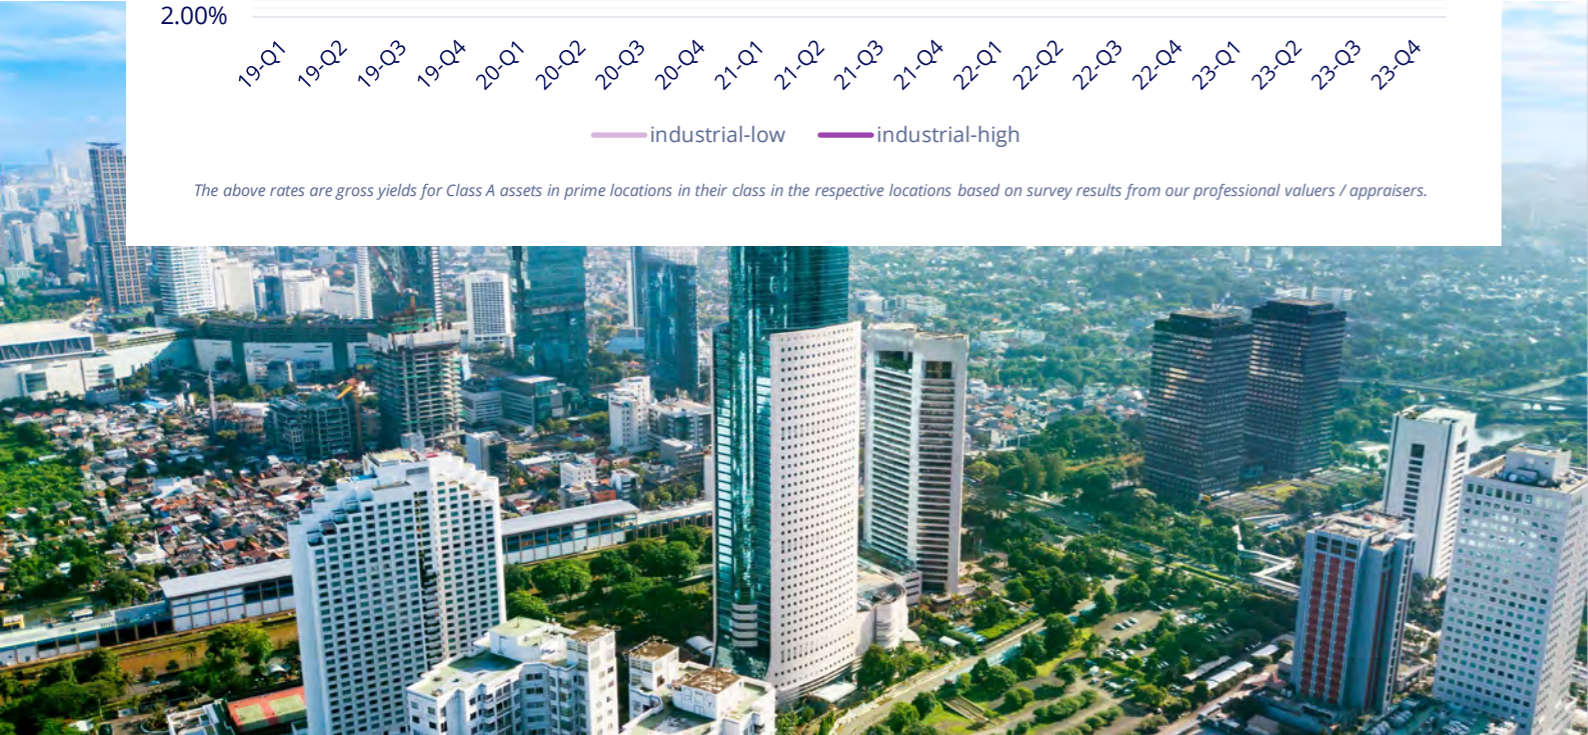 2.00%
19-Q1 19-Q2 19-Q3 19-Q4 20-Q1 20-Q2 20-Q3 20-Q4 21-Q1 21-Q2 21-Q3 21-Q4 22-Q1 22-Q2 22-Q3 22-Q4 23-Q1 23-Q2 23-Q3 23-Q4
industrial-low industrial-high
The above rates are gross yields for Class A assets in prime locations in their class in the respective locations based on survey results from our professional valuers / appraisers.